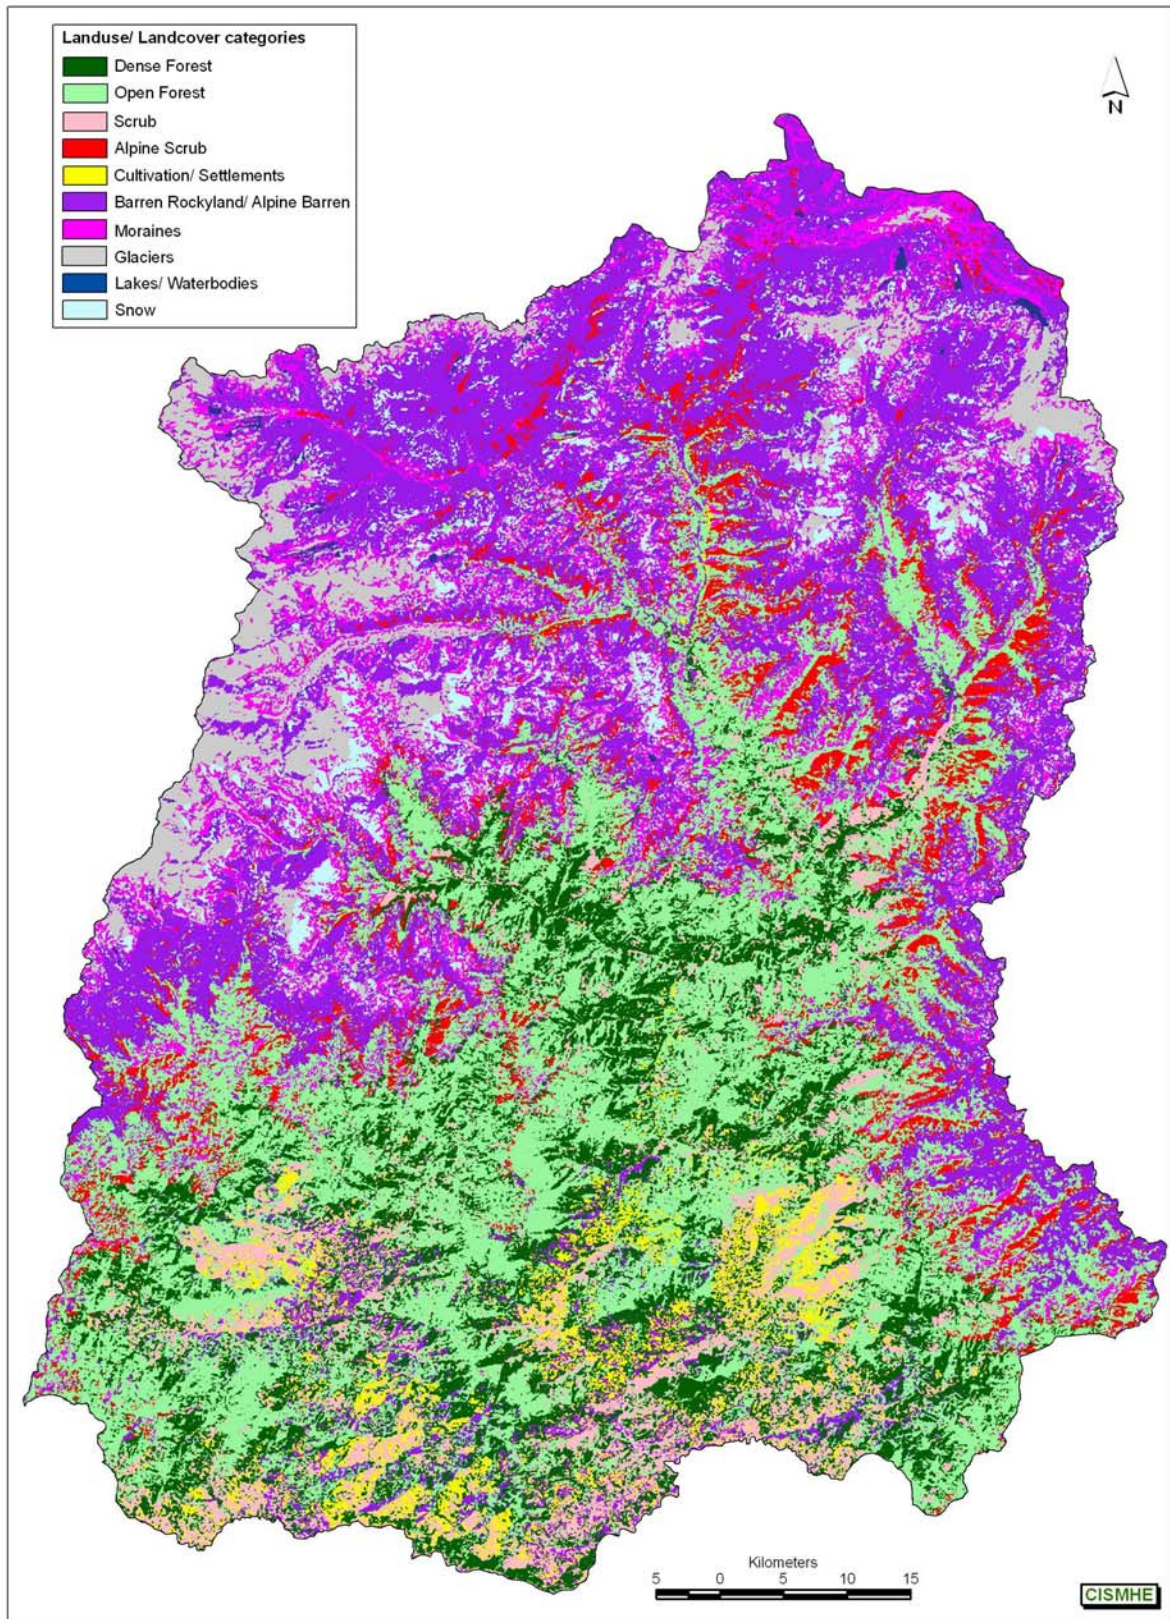 Landuse/ Landcover categories
Dense Forest
Open Forest
Scrub
Alpine Scrub
Cultivation/ Settlements
Barren Rockyland/ Alpine Barren
Moraines
Glaciers
Lakes/ Waterbodies
Snow
N
Kilometers
5 0 5 10 15
CISMHE